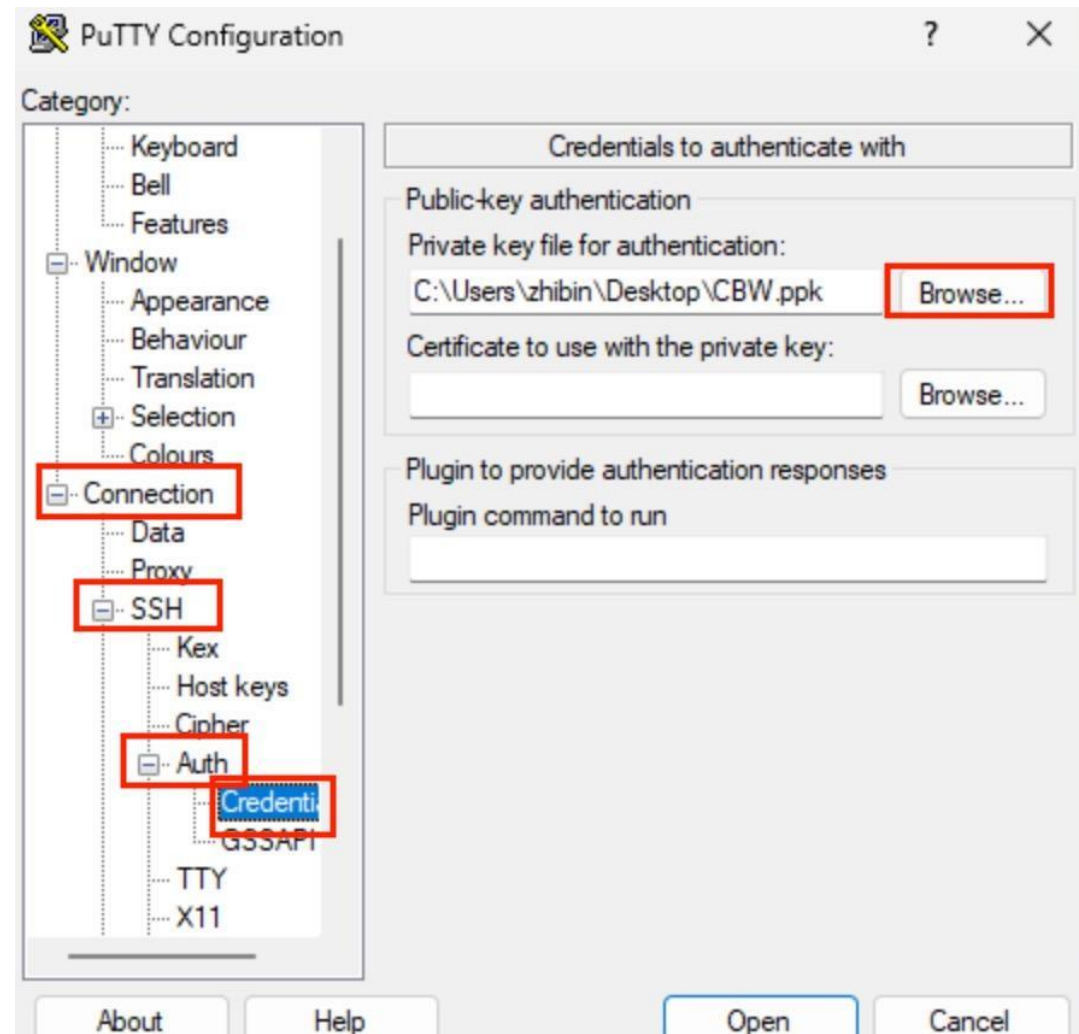 PuTTY Configuration
?
Category:
Keyboard
Bell
Features
Window
Appearance
Behaviour
Translation
Selection
Colours
Connection
Data
Proxy
SSH
Kex
Host keys
Cipher
Auth
Credenti
GSSAPI
TTY
X11
Credentials to authenticate with
Public-key authentication
Private key file for authentication:
C:\Users\zhibin\Desktop\CBW.ppk Browse...
Certificate to use with the private key:
Browse...
Plugin to provide authentication responses
Plugin command to run
About Help Open Cancel